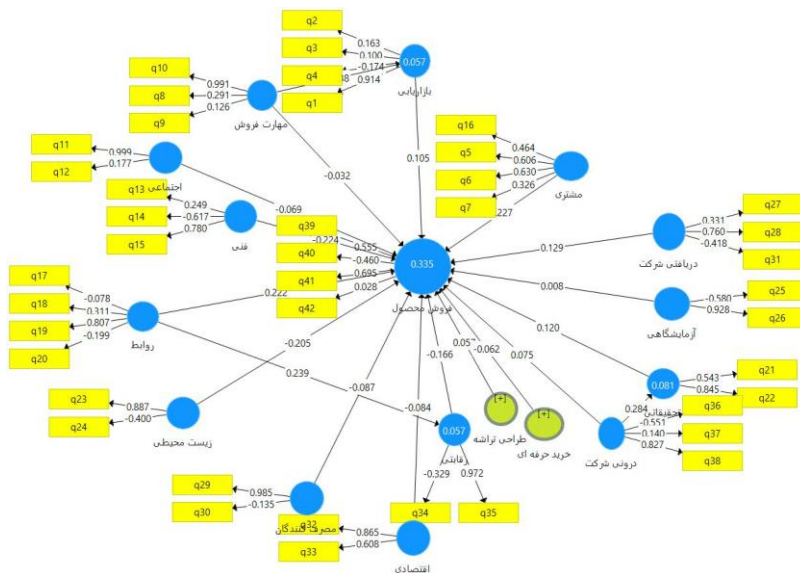 q2
q3
q4
q1
0.163
0.100
-0.174
0.914
0.057
بازاریابی
q10
q8
q9
0.991
0.291
0.126
مهارت فروش
q11
q12
0.999
0.177
اجتماعی
q13
q14
q15
0.249
-0.617
0.780
فنی
q16
q5
q6
q7
0.464
0.606
0.630
0.326
مشتری
0.105
-0.032
-0.069
-0.224
q39
q40
q41
q42
0.555
-0.460
0.695
0.028
0.335
فروش محصول
0.129
q27
q28
q31
0.331
0.760
-0.418
دریافتی شرکت
0.008
q25
q26
-0.580
0.928
آزمایشگاهی
q17
q18
q19
q20
-0.078
0.311
0.807
-0.199
روابط
0.222
0.239
-0.205
0.120
0.075
-0.166
-0.062
-0.087
-0.084
q21
q22
0.543
0.845
0.081
تحقیقاتی
0.284
q36
q37
q38
-0.551
0.140
0.827
درونی شرکت
q23
q24
0.887
-0.400
زیست محیطی
[+]
طراحی تراشه
[+]
خرید حرفه ای
0.057
رقابتی
-0.329
0.972
q34
q35
q29
q30
0.985
-0.135
مصرف کنندگان
q32
q33
0.865
0.608
اقتصادی